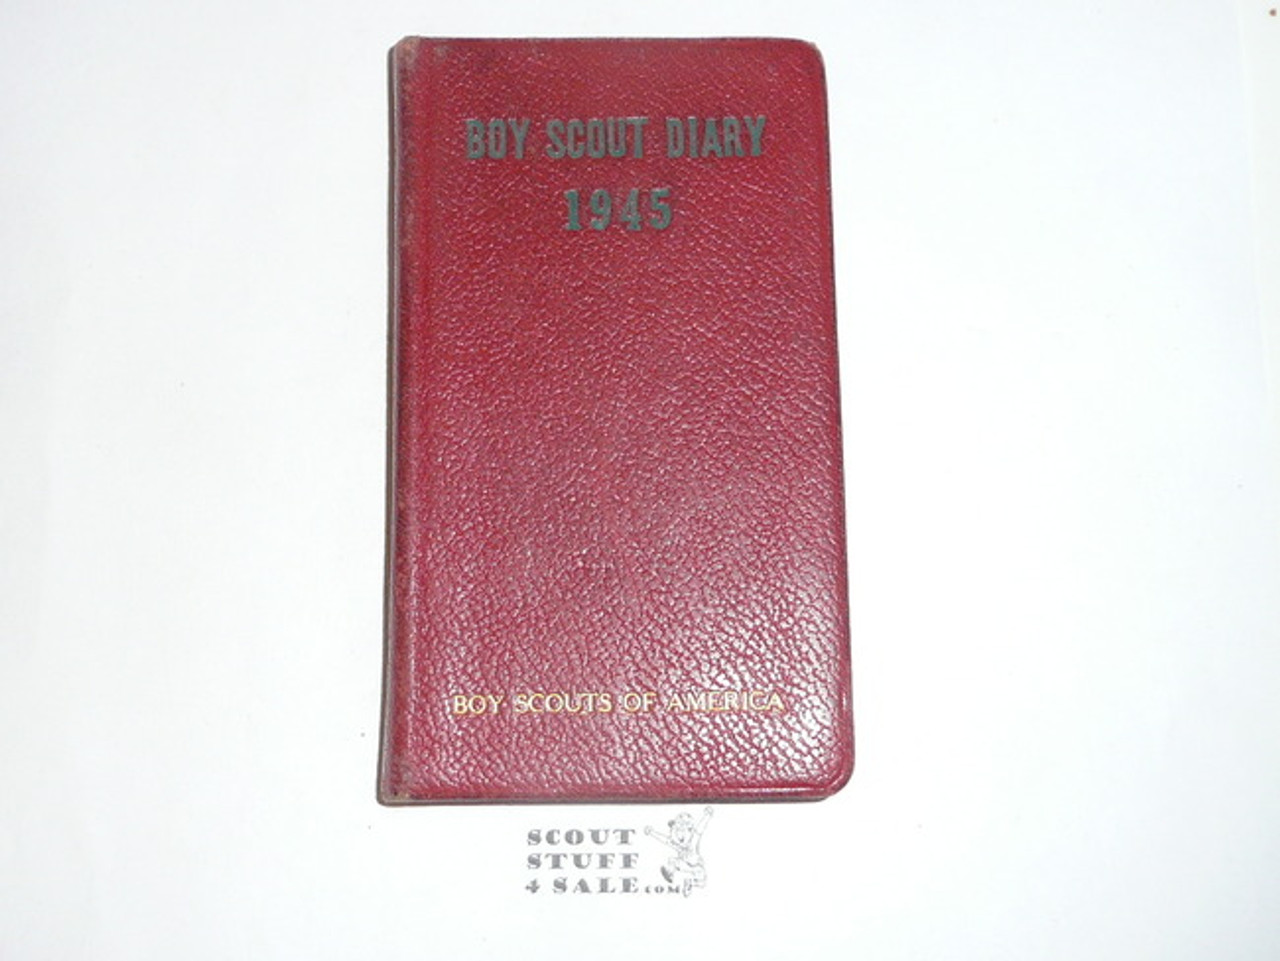 BOY SCOUT DIARY
1945
BOY SCOUTS OF AMERICA
SCOUT
STUFF
4 SALE.COM